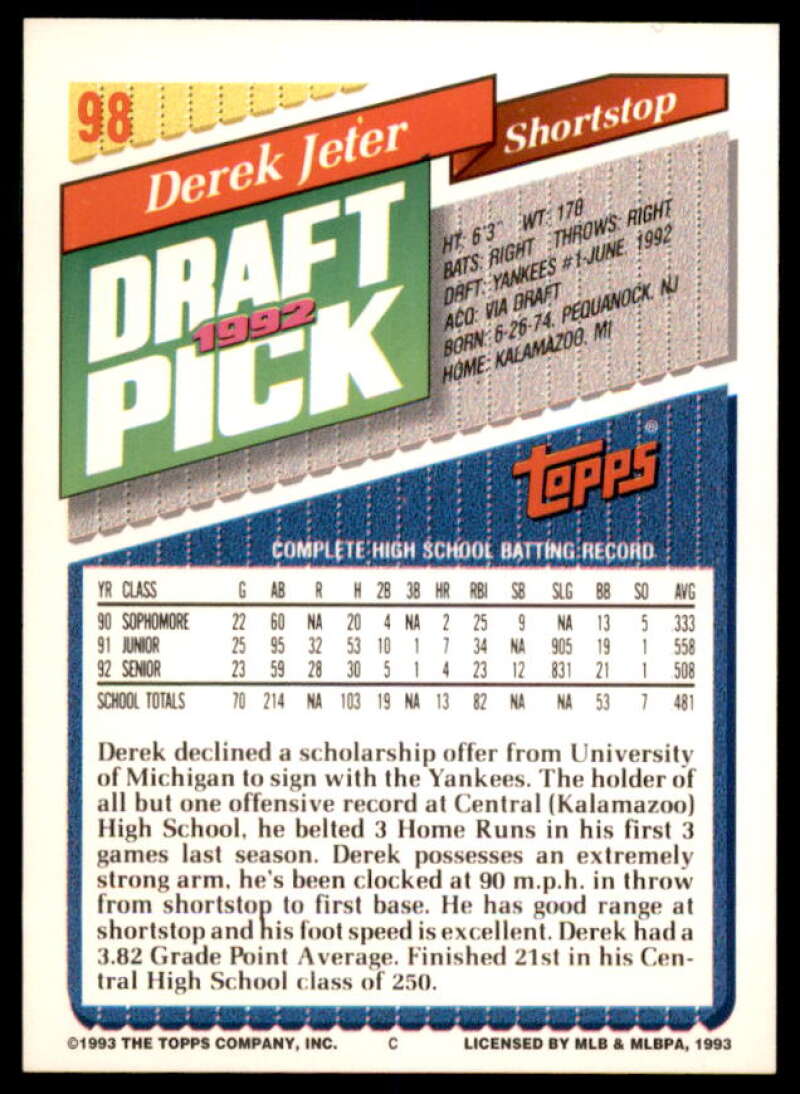 98
Derek Jeter
Shortstop
DRAFT
1992
PICK
HT: 6'3" WT: 178
BATS: RIGHT THROWS: RIGHT
DRFT: YANKEES #1-JUNE, 1992
ACQ: VIA DRAFT
BORN: 6-26-74, PEQUANOCK, NJ
HOME: KALAMAZOO, MI
topps®
COMPLETE HIGH SCHOOL BATTING RECORD
YR CLASS G AB R H 2B 3B HR RBI SB SLG BB SO AVG
90 SOPHOMORE 22 60 NA 20 4 NA 2 25 9 NA 13 5 .333
91 JUNIOR 25 95 32 53 10 1 7 34 NA .905 19 1 .558
92 SENIOR 23 59 28 30 5 1 4 23 12 .831 21 1 .508
SCHOOL TOTALS 70 214 NA 103 19 NA 13 82 NA NA 53 7 .481
Derek declined a scholarship offer from University
of Michigan to sign with the Yankees. The holder of
all but one offensive record at Central (Kalamazoo)
High School, he belted 3 Home Runs in his first 3
games last season. Derek possesses an extremely
strong arm, he's been clocked at 90 m.p.h. in throw
from shortstop to first base. He has good range at
shortstop and his foot speed is excellent. Derek had a
3.82 Grade Point Average. Finished 21st in his Cen-
tral High School class of 250.
©1993 THE TOPPS COMPANY, INC. C LICENSED BY MLB & MLBPA, 1993